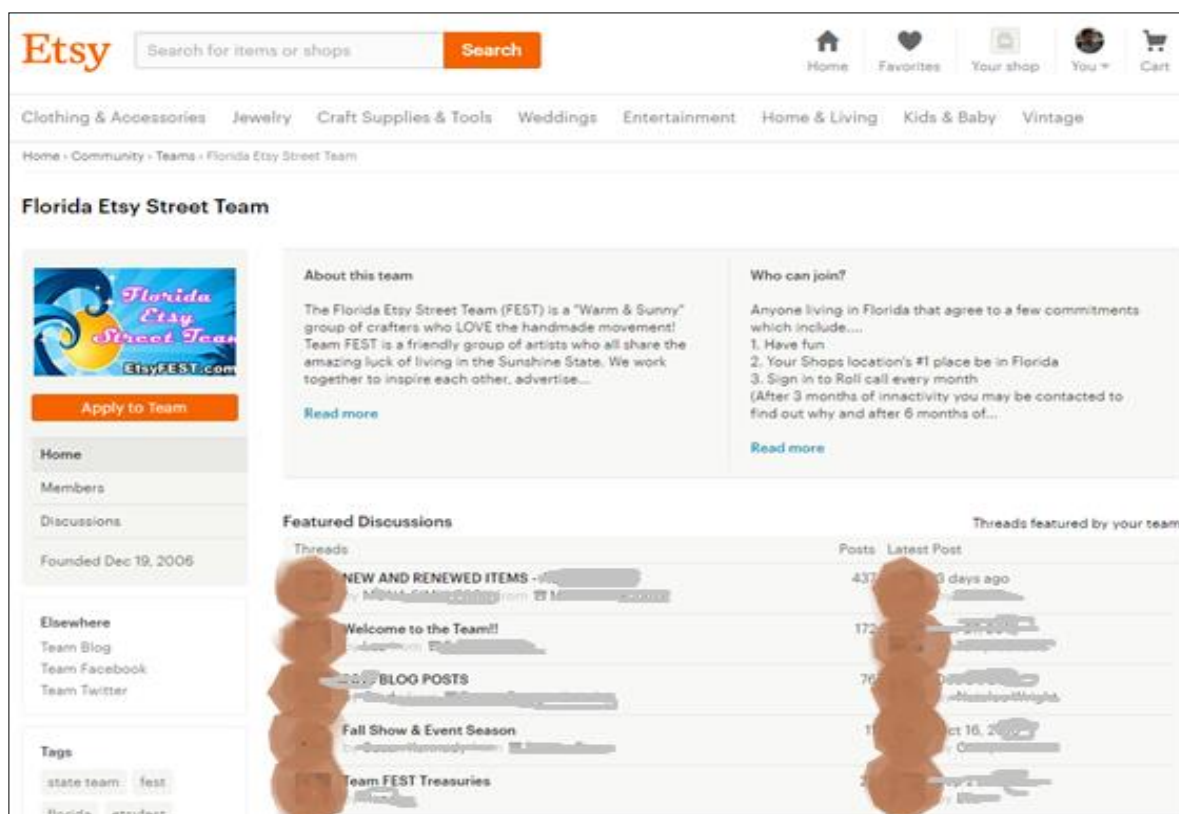 Etsy
Search for items or shops
Search
Home
Favorites
Your shop
You
Cart
Clothing & Accessories Jewelry Craft Supplies & Tools Weddings Entertainment Home & Living Kids & Baby Vintage
Home › Community › Teams › Florida Etsy Street Team
Florida Etsy Street Team
Florida
Etsy
Street Team
EtsyFEST.com
Apply to Team
Home
Members
Discussions
Founded Dec 19, 2006
Elsewhere
Team Blog
Team Facebook
Team Twitter
Tags
state team fest
florida etsyfest
About this team
The Florida Etsy Street Team (FEST) is a "Warm & Sunny"
group of crafters who LOVE the handmade movement!
Team FEST is a friendly group of artists who all share the
amazing luck of living in the Sunshine State. We work
together to inspire each other, advertise...
Read more
Who can join?
Anyone living in Florida that agree to a few commitments
which include....
1. Have fun
2. Your Shops location's #1 place be in Florida
3. Sign in to Roll call every month
(After 3 months of innactivity you may be contacted to
find out why and after 6 months of...
Read more
Featured Discussions
Threads featured by your team
Threads Posts Latest Post
NEW AND RENEWED ITEMS - 437 3 days ago
from
Welcome to the Team!! 172
BLOG POSTS
Fall Show & Event Season 16,
by
Team FEST Treasuries